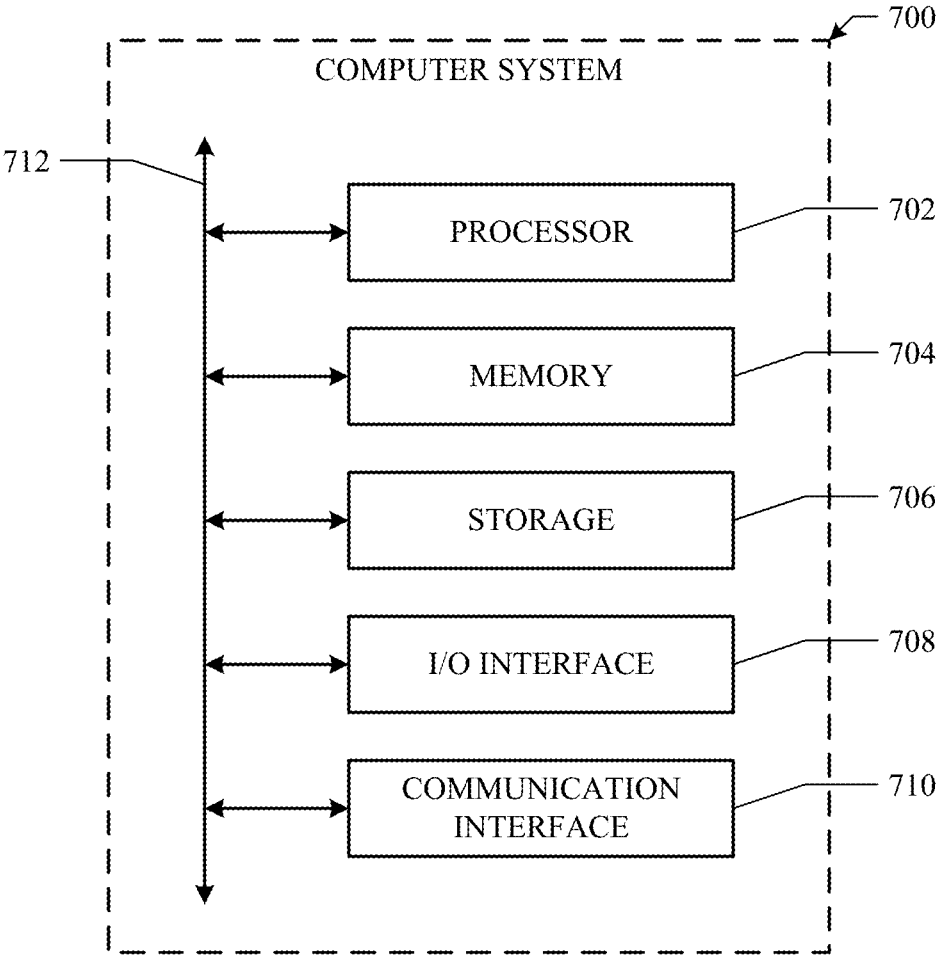 700
COMPUTER SYSTEM
712
PROCESSOR
702
MEMORY
704
STORAGE
706
I/O INTERFACE
708
COMMUNICATION
INTERFACE
710